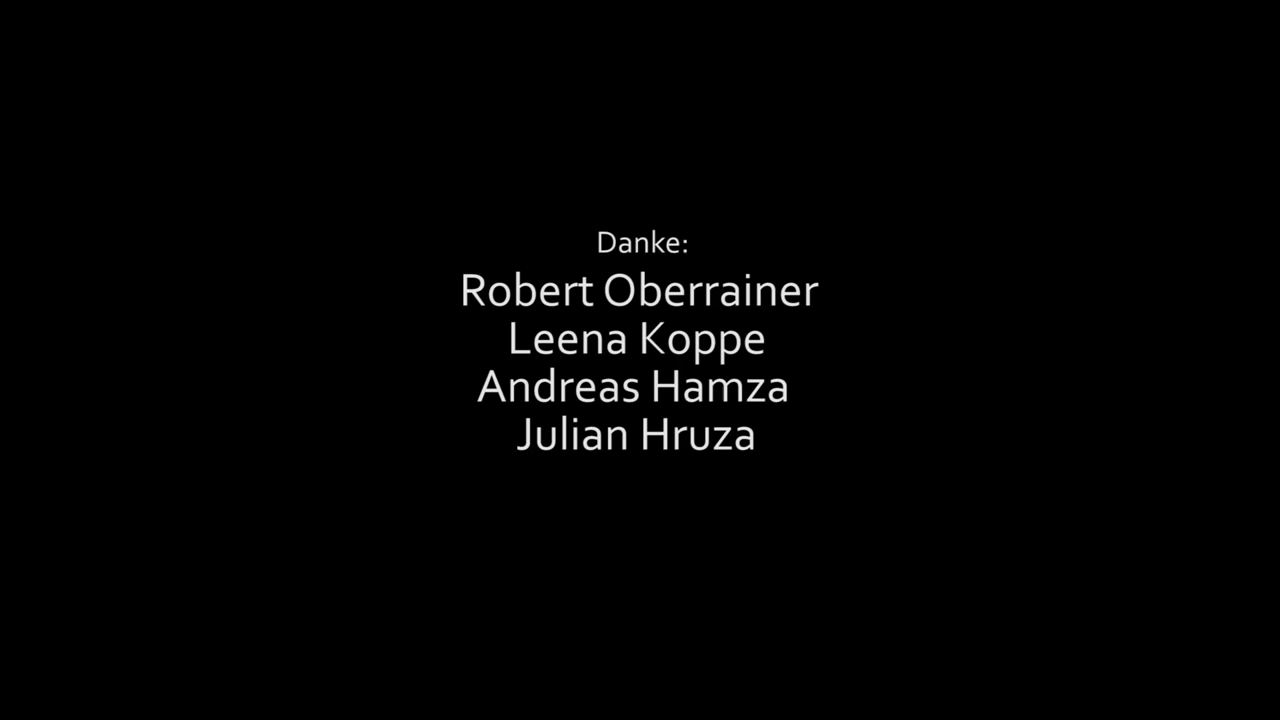 Danke:
Robert Oberrainer
Leena Koppe
Andreas Hamza
Julian Hruza